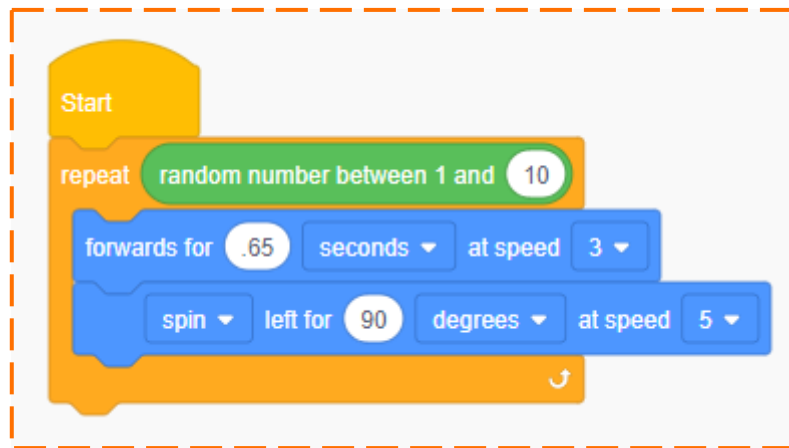 Start
repeat random number between 1 and 10
forwards for .65 seconds at speed 3
spin left for 90 degrees at speed 5